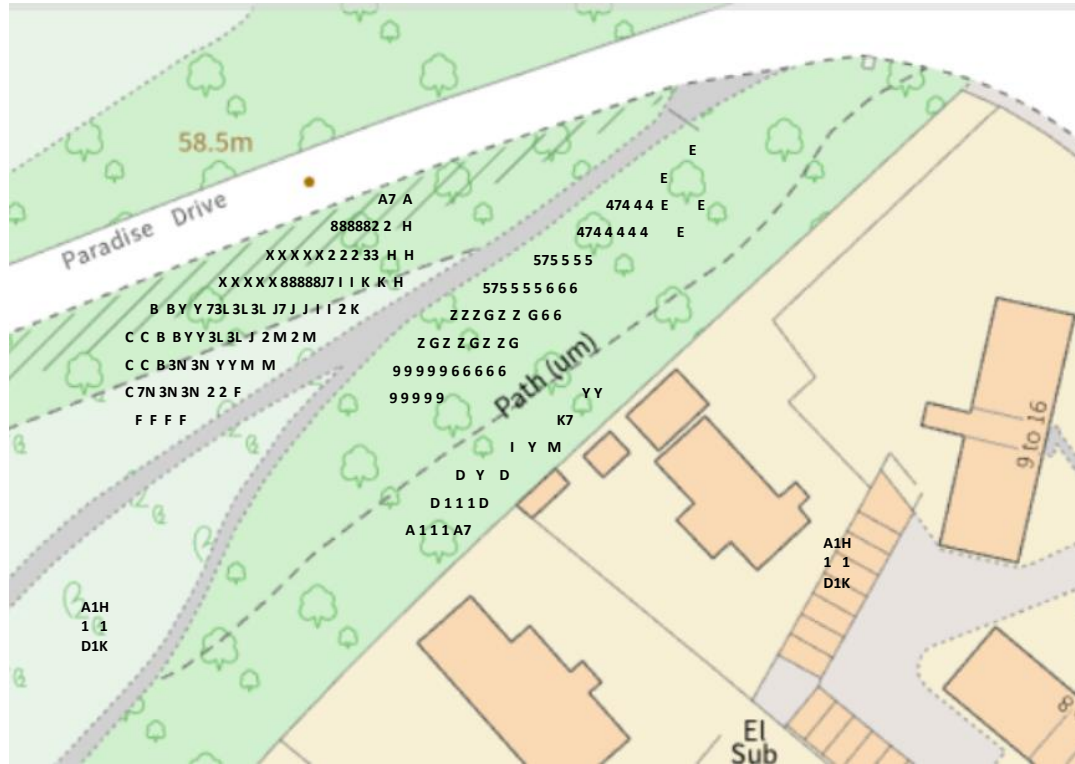 58.5m
Paradise Drive
E
E
A7 A
474 4 4 E E
888882 2 H
474 4 4 4 4 E
X X X X X 2 2 2 33 H H
575 5 5 5
X X X X X 88888J7 I I K K H
575 5 5 5 6 6 6
B B Y Y 73L 3L 3L J7 J J I I 2 K
Z Z Z G Z Z G 6 6
C C B B Y Y 3L 3L J 2 M 2 M
Z G Z Z G Z Z G
C C B 3N 3N Y Y M M
9 9 9 9 9 6 6 6 6 6
Path (um)
C 7N 3N 3N 2 2 F
9 9 9 9 9
Y Y
F F F F
K7
9 to 16
I Y M
D Y D
D 1 1 1 D
A 1 1 1 A7
A1H
1 1
D1K
A1H
1 1
D1K
El
Sub
8